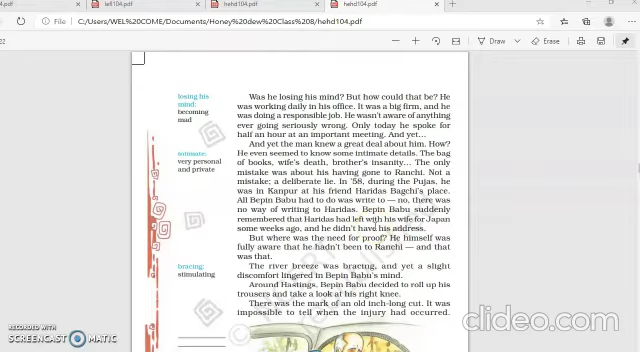 lefl104.pdf
hehd104.pdf
hehd104.pdf
File
C:/Users/WEL%20COME/Documents/Honey%20dew%20Class%208/hehd104.pdf
22
Draw
Erase
losing his
mind:
becoming
mad
Was he losing his mind? But how could that be? He
was working daily in his office. It was a big firm, and he
was doing a responsible job. He wasn't aware of anything
ever going seriously wrong. Only today he spoke for
half an hour at an important meeting. And yet...
intimate:
very personal
and private
And yet the man knew a great deal about him. How?
He even seemed to know some intimate details. The bag
of books, wife's death, brother's insanity... The only
mistake was about his having gone to Ranchi. Not a
mistake; a deliberate lie. In '58, during the Pujas, he
was in Kanpur at his friend Haridas Bagchi's place.
All Bepin Babu had to do was write to — no, there was
no way of writing to Haridas. Bepin Babu suddenly
remembered that Haridas had left with his wife for Japan
some weeks ago, and he didn't have his address.
But where was the need for proof? He himself was
fully aware that he hadn't been to Ranchi — and that
was that.
bracing:
stimulating
The river breeze was bracing, and yet a slight
discomfort lingered in Bepin Babu's mind.
Around Hastings, Bepin Babu decided to roll up his
trousers and take a look at his right knee.
There was the mark of an old inch-long cut. It was
impossible to tell when the injury had occurred.
RECORDED WITH
SCREENCAST MATIC
clideo.com